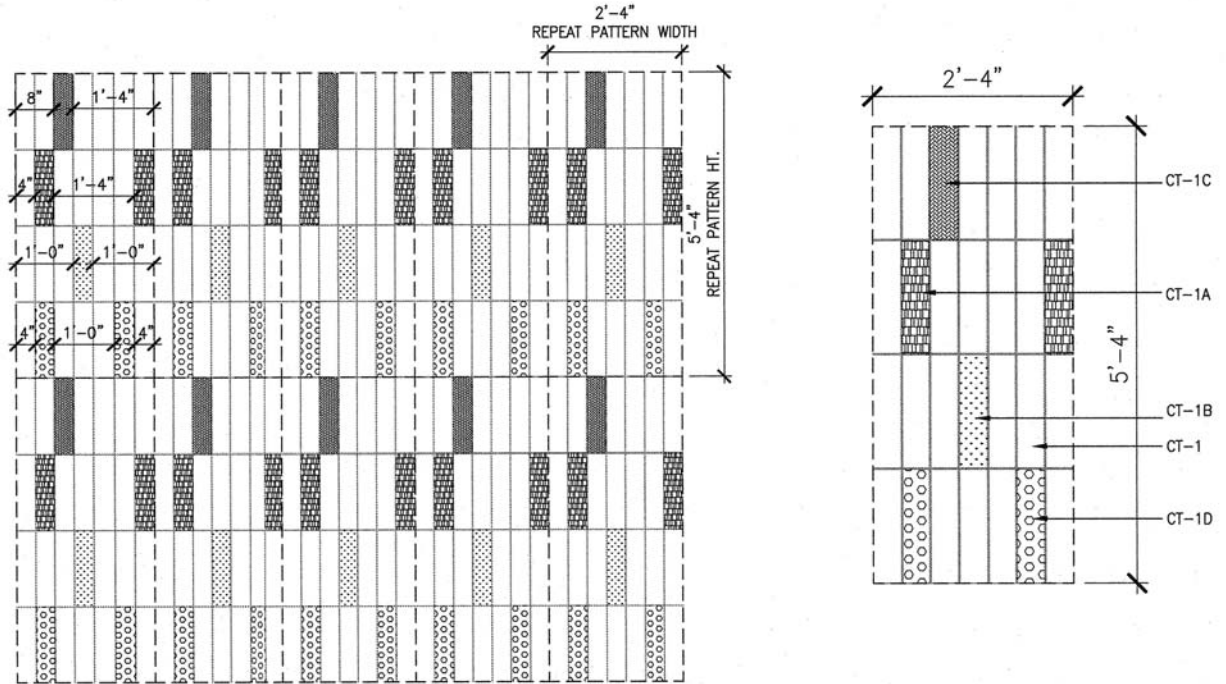 2'-4"
REPEAT PATTERN WIDTH
8"
1'-4"
4"
1'-4"
1'-0"
1'-0"
4"
1'-0"
4"
5'-4"
REPEAT PATTERN HT.
2'-4"
5'-4"
CT-1C
CT-1A
CT-1B
CT-1
CT-1D